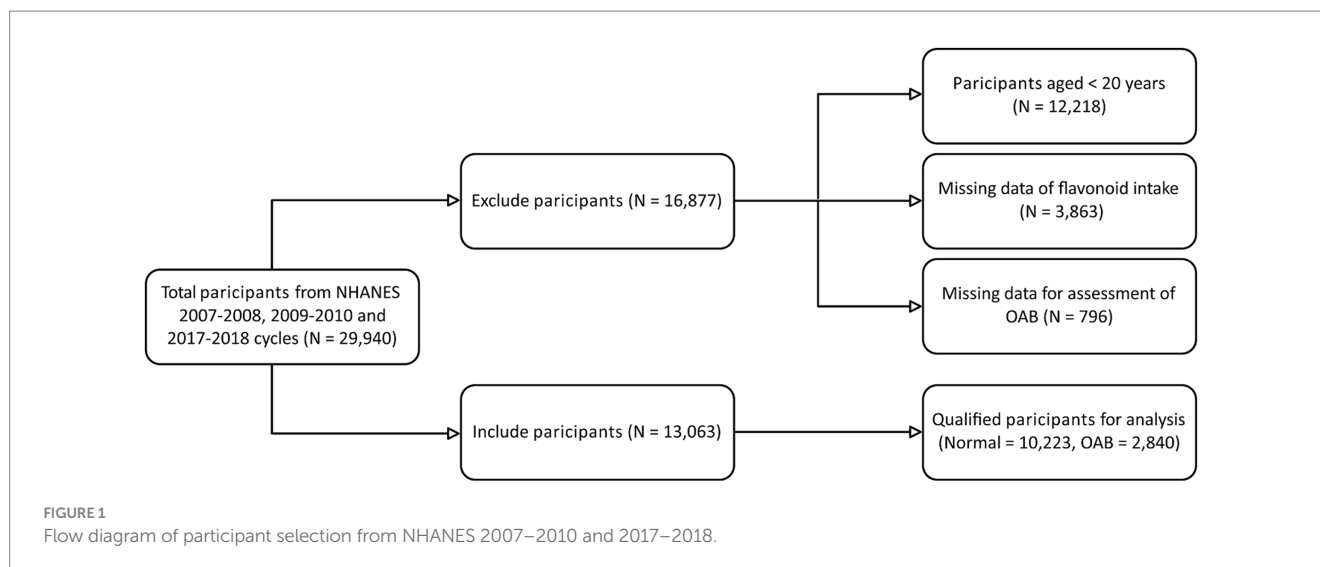 Paricipants aged < 20 years
(N = 12,218)
Exclude paricipants (N = 16,877)
Missing data of flavonoid intake
(N = 3,863)
Total paricipants from NHANES
2007-2008, 2009-2010 and
2017-2018 cycles (N = 29,940)
Missing data for assessment of
OAB (N = 796)
Include paricipants (N = 13,063)
Qualified paricipants for analysis
(Normal = 10,223, OAB = 2,840)
FIGURE 1
Flow diagram of participant selection from NHANES 2007–2010 and 2017–2018.